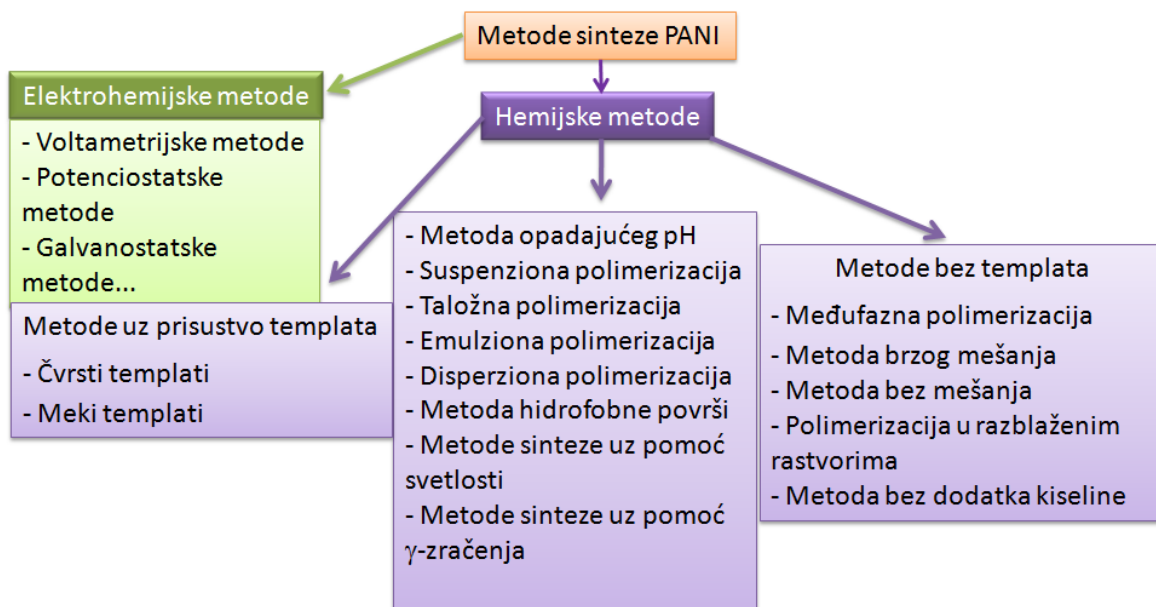 Metode sinteze PANI
Elektrohemijske metode
- Voltametrijske metode
- Potenciostatske
metode
- Galvanostatske
metode...
Hemijske metode
Metode uz prisustvo templata
- Čvrsti templati
- Meki templati
- Metoda opadajućeg pH
- Suspenziona polimerizacija
- Taložna polimerizacija
- Emulziona polimerizacija
- Disperziona polimerizacija
- Metoda hidrofobne površi
- Metode sinteze uz pomoć
svetlosti
- Metode sinteze uz pomoć
γ-zračenja
Metode bez templata
- Međufazna polimerizacija
- Metoda brzog mešanja
- Metoda bez mešanja
- Polimerizacija u razblaženim
rastvorima
- Metoda bez dodatka kiseline